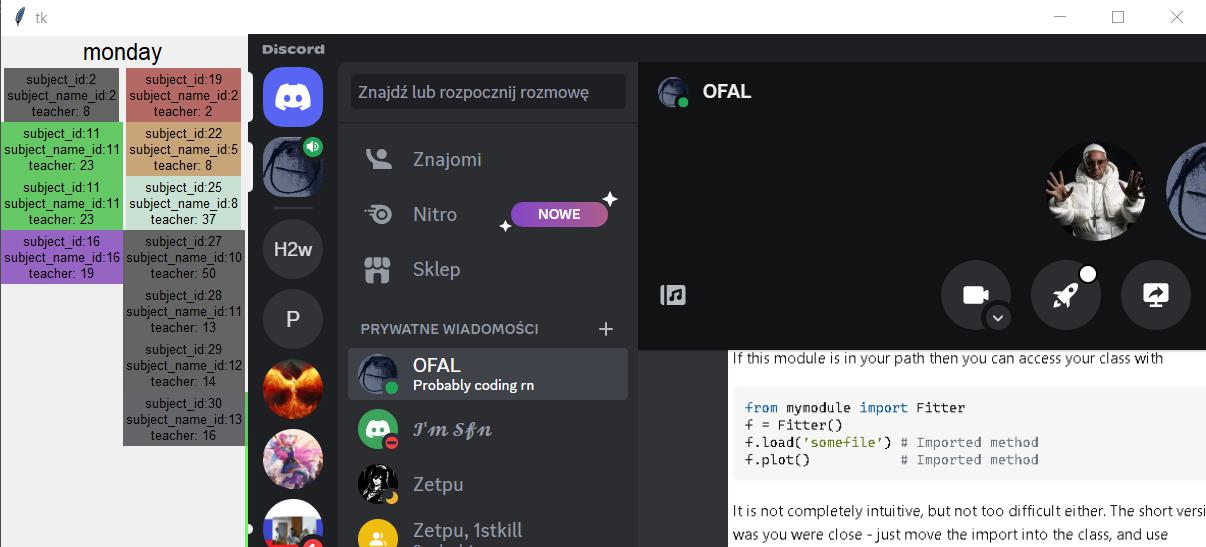 tk
monday
subject_id:2
subject_name_id:2
teacher: 8
subject_id:11
subject_name_id:11
teacher: 23
subject_id:11
subject_name_id:11
teacher: 23
subject_id:16
subject_name_id:16
teacher: 19
subject_id:19
subject_name_id:2
teacher: 2
subject_id:22
subject_name_id:5
teacher: 8
subject_id:25
subject_name_id:8
teacher: 37
subject_id:27
subject_name_id:10
teacher: 50
subject_id:28
subject_name_id:11
teacher: 13
subject_id:29
subject_name_id:12
teacher: 14
subject_id:30
subject_name_id:13
teacher: 16
Discord
H2w
P
Znajdź lub rozpocznij rozmowę
Znajomi
Nitro
NOWE
Sklep
PRYWATNE WIADOMOŚCI
OFAL
Probably coding rn
I'm Sfn
Zetpu
Zetpu, 1stkill
OFAL
If this module is in your path then you can access your class with
from mymodule import Fitter
f = Fitter()
f.load('somefile') # Imported method
f.plot() # Imported method
It is not completely intuitive, but not too difficult either. The short versi
was you were close - just move the import into the class, and use